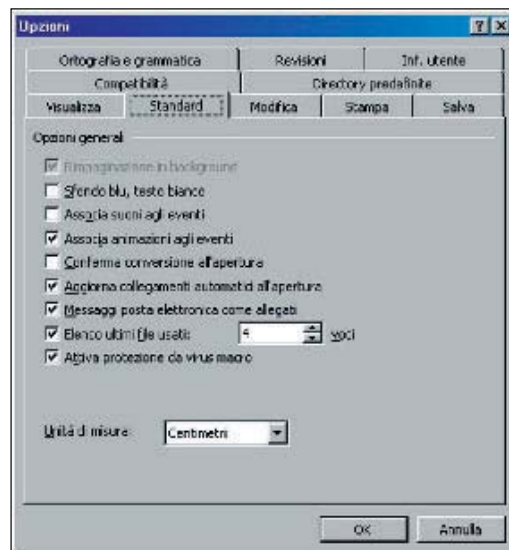 Opzioni
Ortografia e grammatica Revisioni Inf. utente
Compatibilità Directory predefinite
Visualizza Standard Modifica Stampa Salva
Opzioni generali
Rimpaginazione in background
Sfondo blu, testo bianco
Associa suoni agli eventi
Associa animazioni agli eventi
Conferma conversione all'apertura
Aggiorna collegamenti automatici all'apertura
Messaggi posta elettronica come allegati
Elenco ultimi file usati: 4 voci
Attiva protezione da virus macro
Unità di misura: Centimetri
OK Annulla